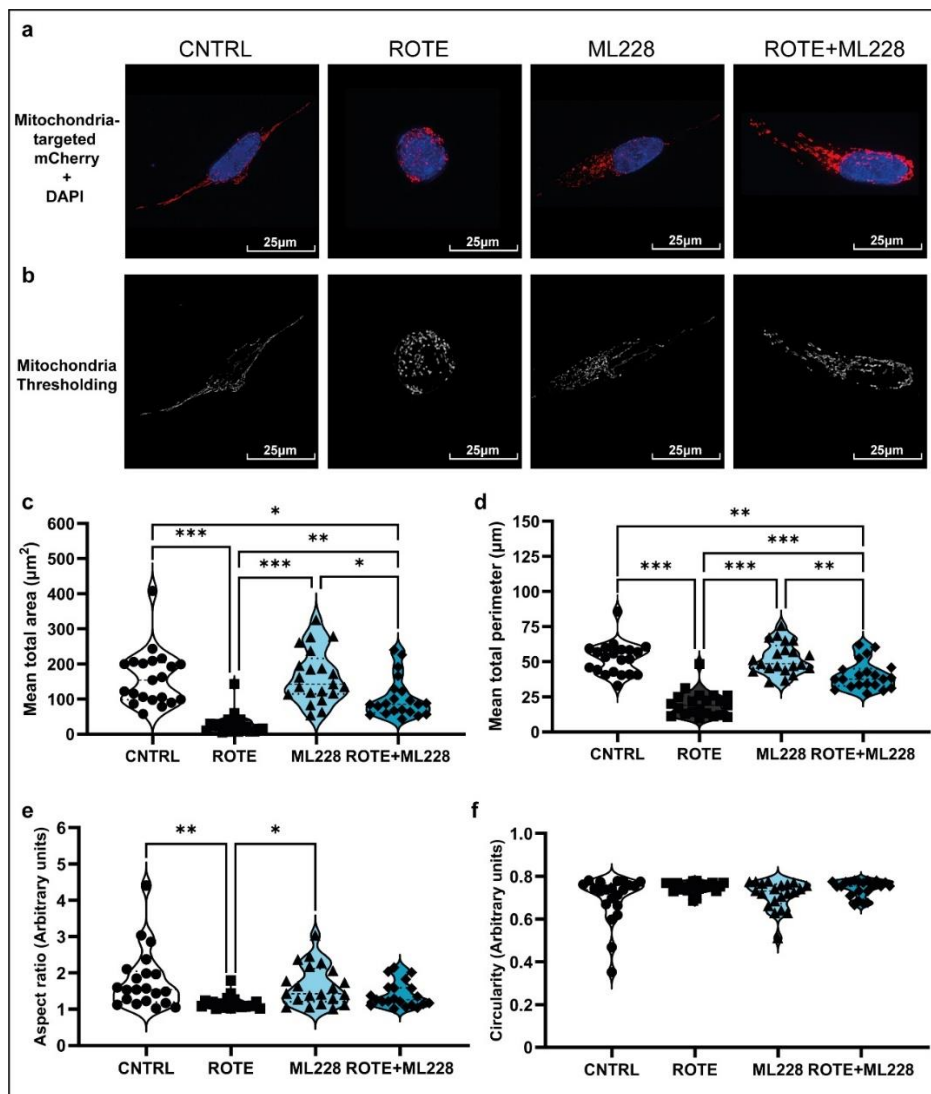 a
CNTRL
ROTE
ML228
ROTE+ML228
Mitochondria-
targeted
mCherry
+
DAPI
25µm
25µm
25µm
25µm
b
Mitochondria
Thresholding
25µm
25µm
25µm
25µm
c
Mean total area (µm²)
600
500
400
300
200
100
0
*
***
**
***
*
CNTRL
ROTE
ML228
ROTE+ML228
d
Mean total perimeter (µm)
150
125
100
75
50
25
0
**
***
***
***
**
CNTRL
ROTE
ML228
ROTE+ML228
e
Aspect ratio (Arbitrary units)
6
5
4
3
2
1
0
**
*
CNTRL
ROTE
ML228
ROTE+ML228
f
Circularity (Arbitrary units)
1.0
0.8
0.6
0.4
0.2
0
CNTRL
ROTE
ML228
ROTE+ML228